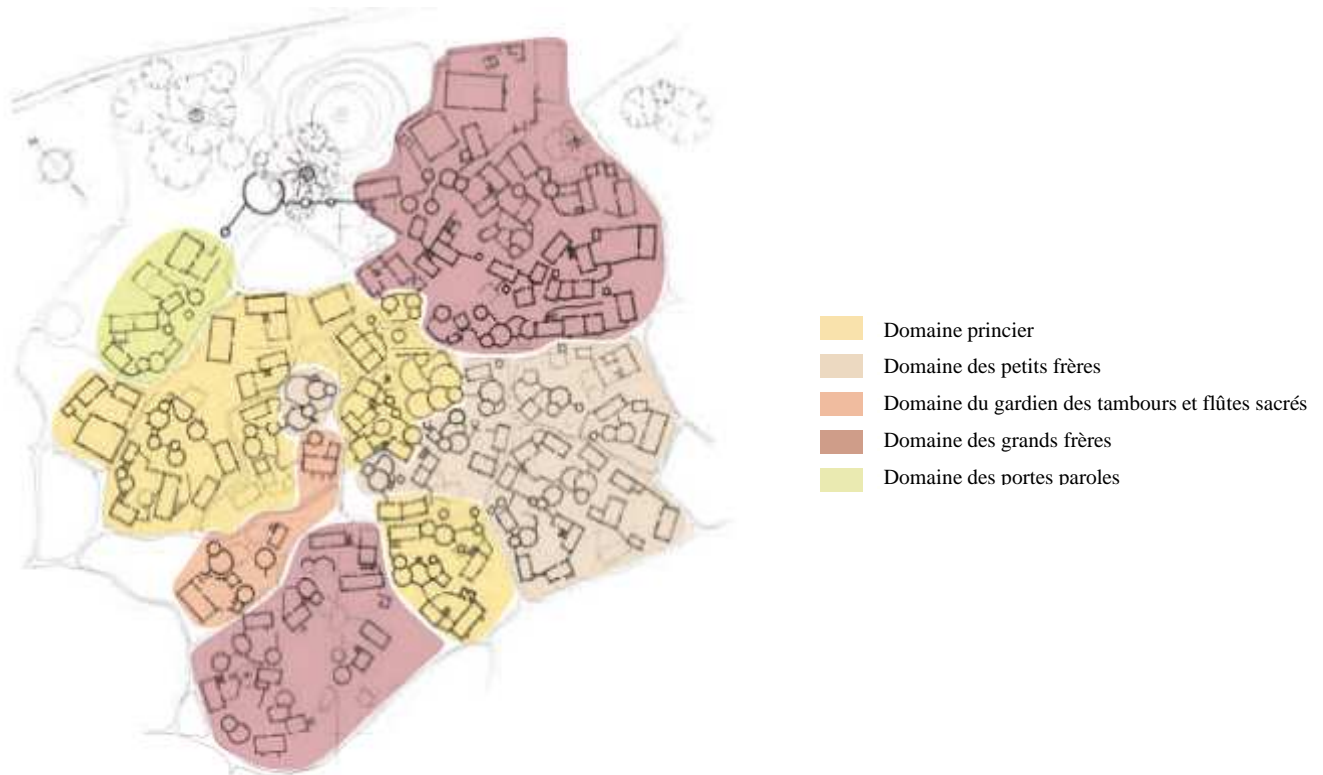 Domaine princier
Domaine des petits frères
Domaine du gardien des tambours et flûtes sacrés
Domaine des grands frères
Domaine des portes paroles